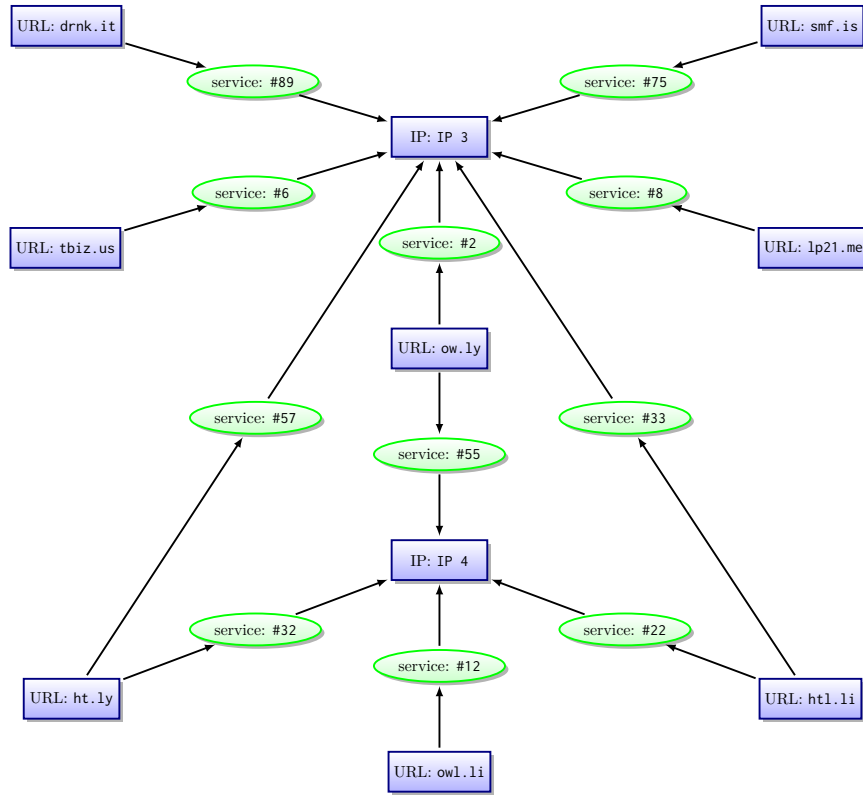 URL: drnk.it
URL: smf.is
service: #89
service: #75
IP: IP 3
service: #6
service: #8
URL: tbiz.us
service: #2
URL: lp21.me
URL: ow.ly
service: #57
service: #33
service: #55
IP: IP 4
service: #32
service: #22
service: #12
URL: ht.ly
URL: htl.li
URL: owl.li